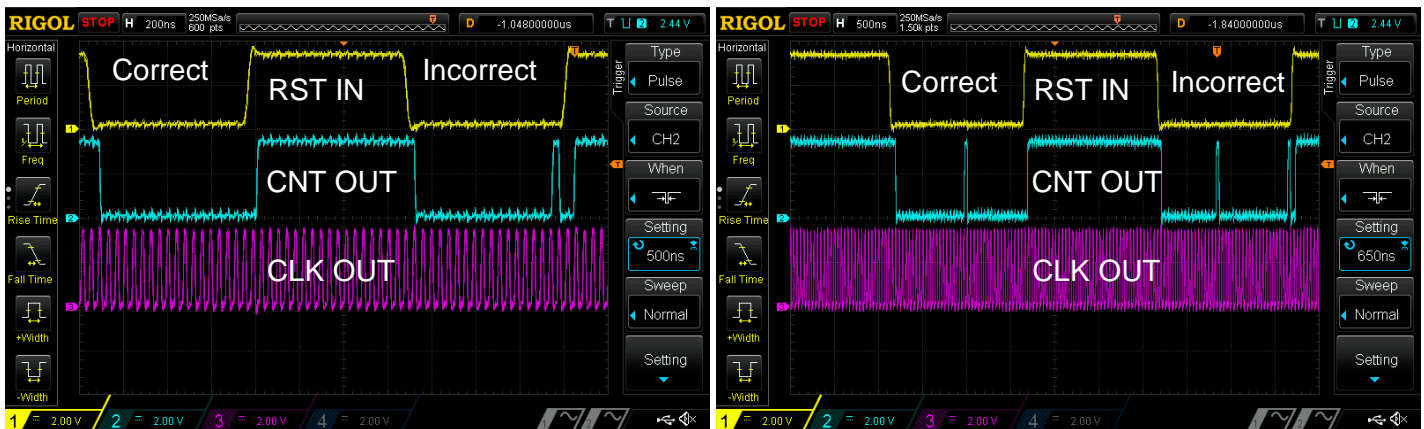 RIGOL STOP H 200ns 250MSa/s 600 pts D -1.04800000us T 2 2.44 V
Horizontal
Period
Freq
Rise Time
Fall Time
+Width
-Width
Correct RST IN Incorrect
CNT OUT
CLK OUT
Trigger
Type
Pulse
Source
CH2
When
Setting
500ns
Sweep
Normal
Setting
1 = 2.00 V 2 = 2.00 V 3 = 2.00 V 4 = 2.00 V
RIGOL STOP H 500ns 250MSa/s 1.50k pts D -1.84000000us T 2 2.44 V
Horizontal
Period
Freq
Rise Time
Fall Time
+Width
-Width
Correct RST IN Incorrect
CNT OUT
CLK OUT
Trigger
Type
Pulse
Source
CH2
When
Setting
650ns
Sweep
Normal
Setting
1 = 2.00 V 2 = 2.00 V 3 = 2.00 V 4 = 2.00 V